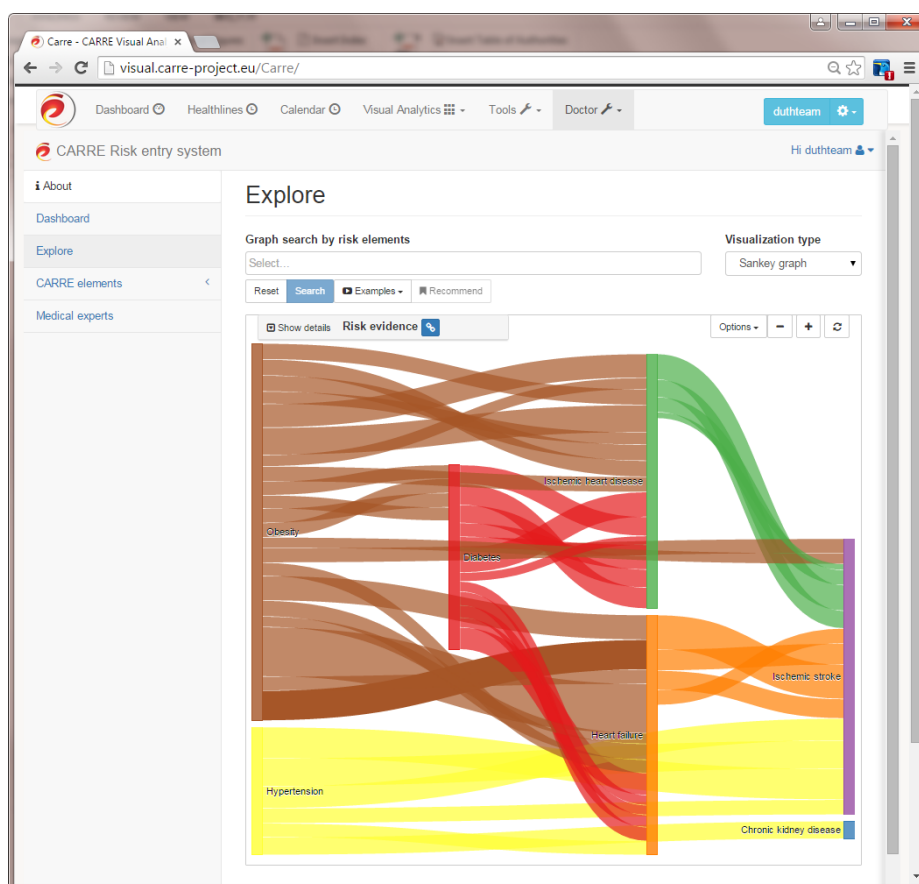 Carre - CARRE Visual Anal
visual.carre-project.eu/Carre/
Dashboard Healthlines Calendar Visual Analytics Tools Doctor duthteam
CARRE Risk entry system Hi duthteam
About
Dashboard
Explore
CARRE elements
Medical experts
Explore
Graph search by risk elements Visualization type
Select... Sankey graph
Reset Search Examples Recommend
Show details Risk evidence Options
Ischemic heart disease
Obesity
Diabetes
Ischemic stroke
Heart failure
Hypertension
Chronic kidney disease